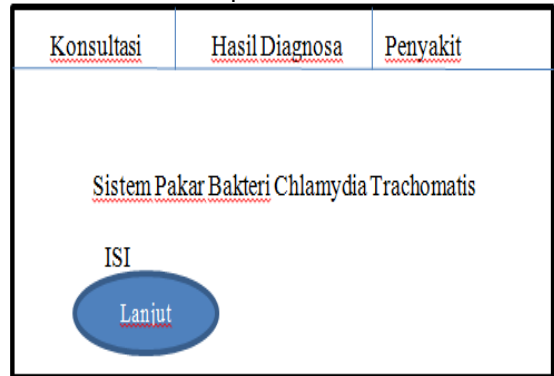 Konsultasi Hasil Diagnosa Penyakit
Sistem Pakar Bakteri Chlamydia Trachomatis
ISI
Lanjut